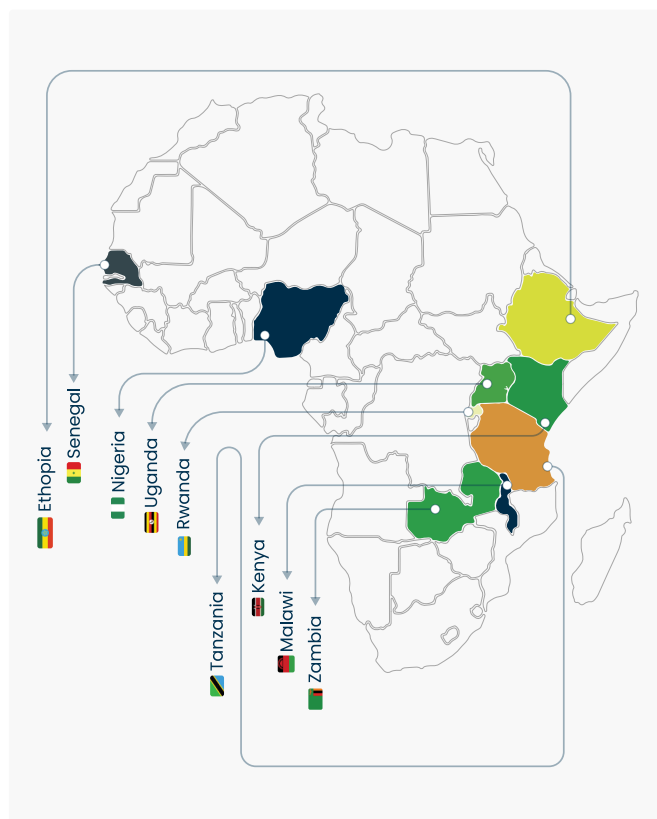 Ethopia
Senegal
Nigeria
Uganda
Rwanda
Tanzania
Kenya
Malawi
Zambia